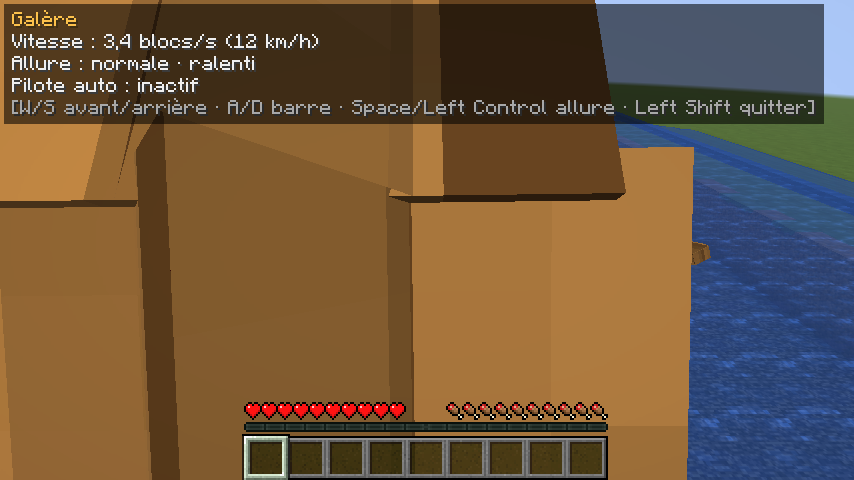 Galère
Vitesse : 3,4 blocs/s (12 km/h)
Allure : normale · ralenti
Pilote auto : inactif
[W/S avant/arrière · A/D barre · Space/Left Control allure · Left Shift quitter]